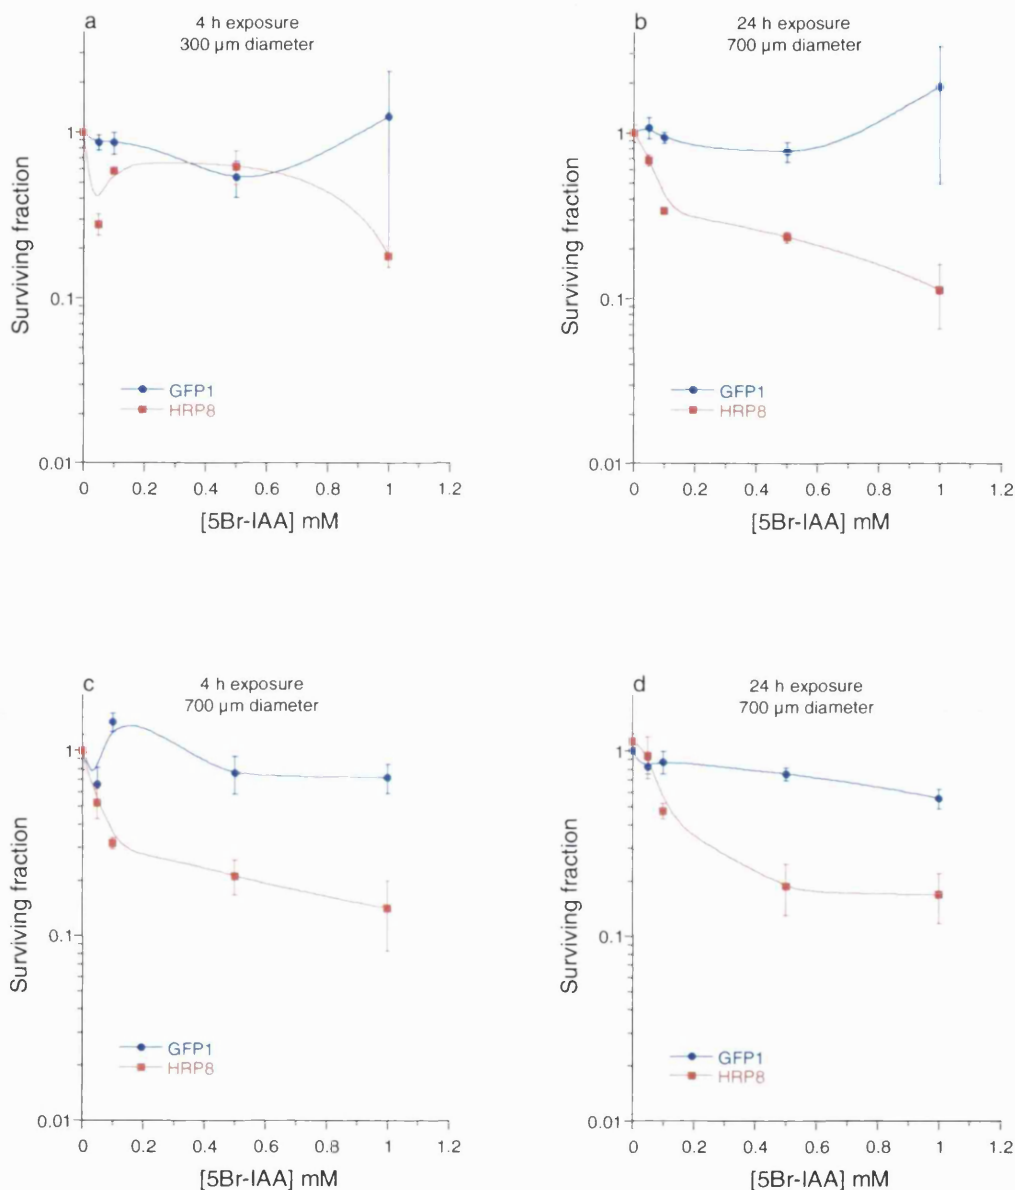 a
4 h exposure
300 µm diameter
1
0.1
0.01
Surviving fraction
GFP1
HRP8
0 0.2 0.4 0.6 0.8 1 1.2
[5Br-IAA] mM
b
24 h exposure
700 µm diameter
1
0.1
0.01
Surviving fraction
GFP1
HRP8
0 0.2 0.4 0.6 0.8 1 1.2
[5Br-IAA] mM
c
4 h exposure
700 µm diameter
1
0.1
0.01
Surviving fraction
GFP1
HRP8
0 0.2 0.4 0.6 0.8 1 1.2
[5Br-IAA] mM
d
24 h exposure
700 µm diameter
1
0.1
0.01
Surviving fraction
GFP1
HRP8
0 0.2 0.4 0.6 0.8 1 1.2
[5Br-IAA] mM